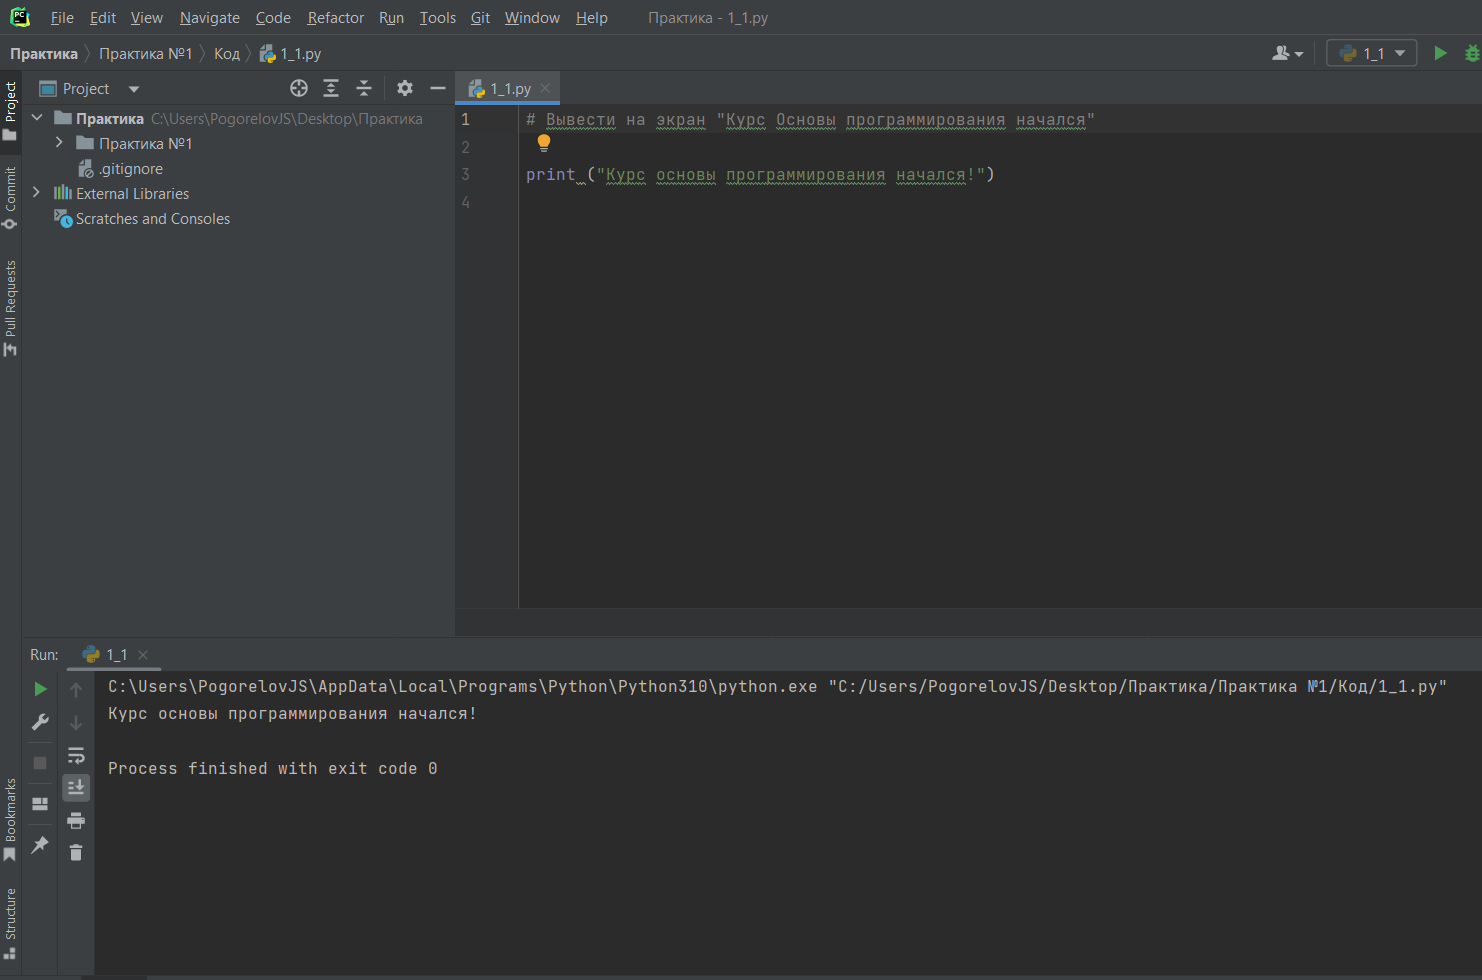 PC File Edit View Navigate Code Refactor Run Tools Git Window Help Практика - 1_1.py
Практика Практика №1 Код 1_1.py 1_1
Project
Project
Commit
Pull Requests
Bookmarks
Structure
Практика C:\Users\PogorelovJS\Desktop\Практика
Практика №1
.gitignore
External Libraries
Scratches and Consoles
1_1.py
1 # Вывести на экран "Курс Основы программирования начался"
2
3 print ("Курс основы программирования начался!")
4
Run: 1_1
C:\Users\PogorelovJS\AppData\Local\Programs\Python\Python310\python.exe "C:/Users/PogorelovJS/Desktop/Практика/Практика №1/Код/1_1.py"
Курс основы программирования начался!
Process finished with exit code 0